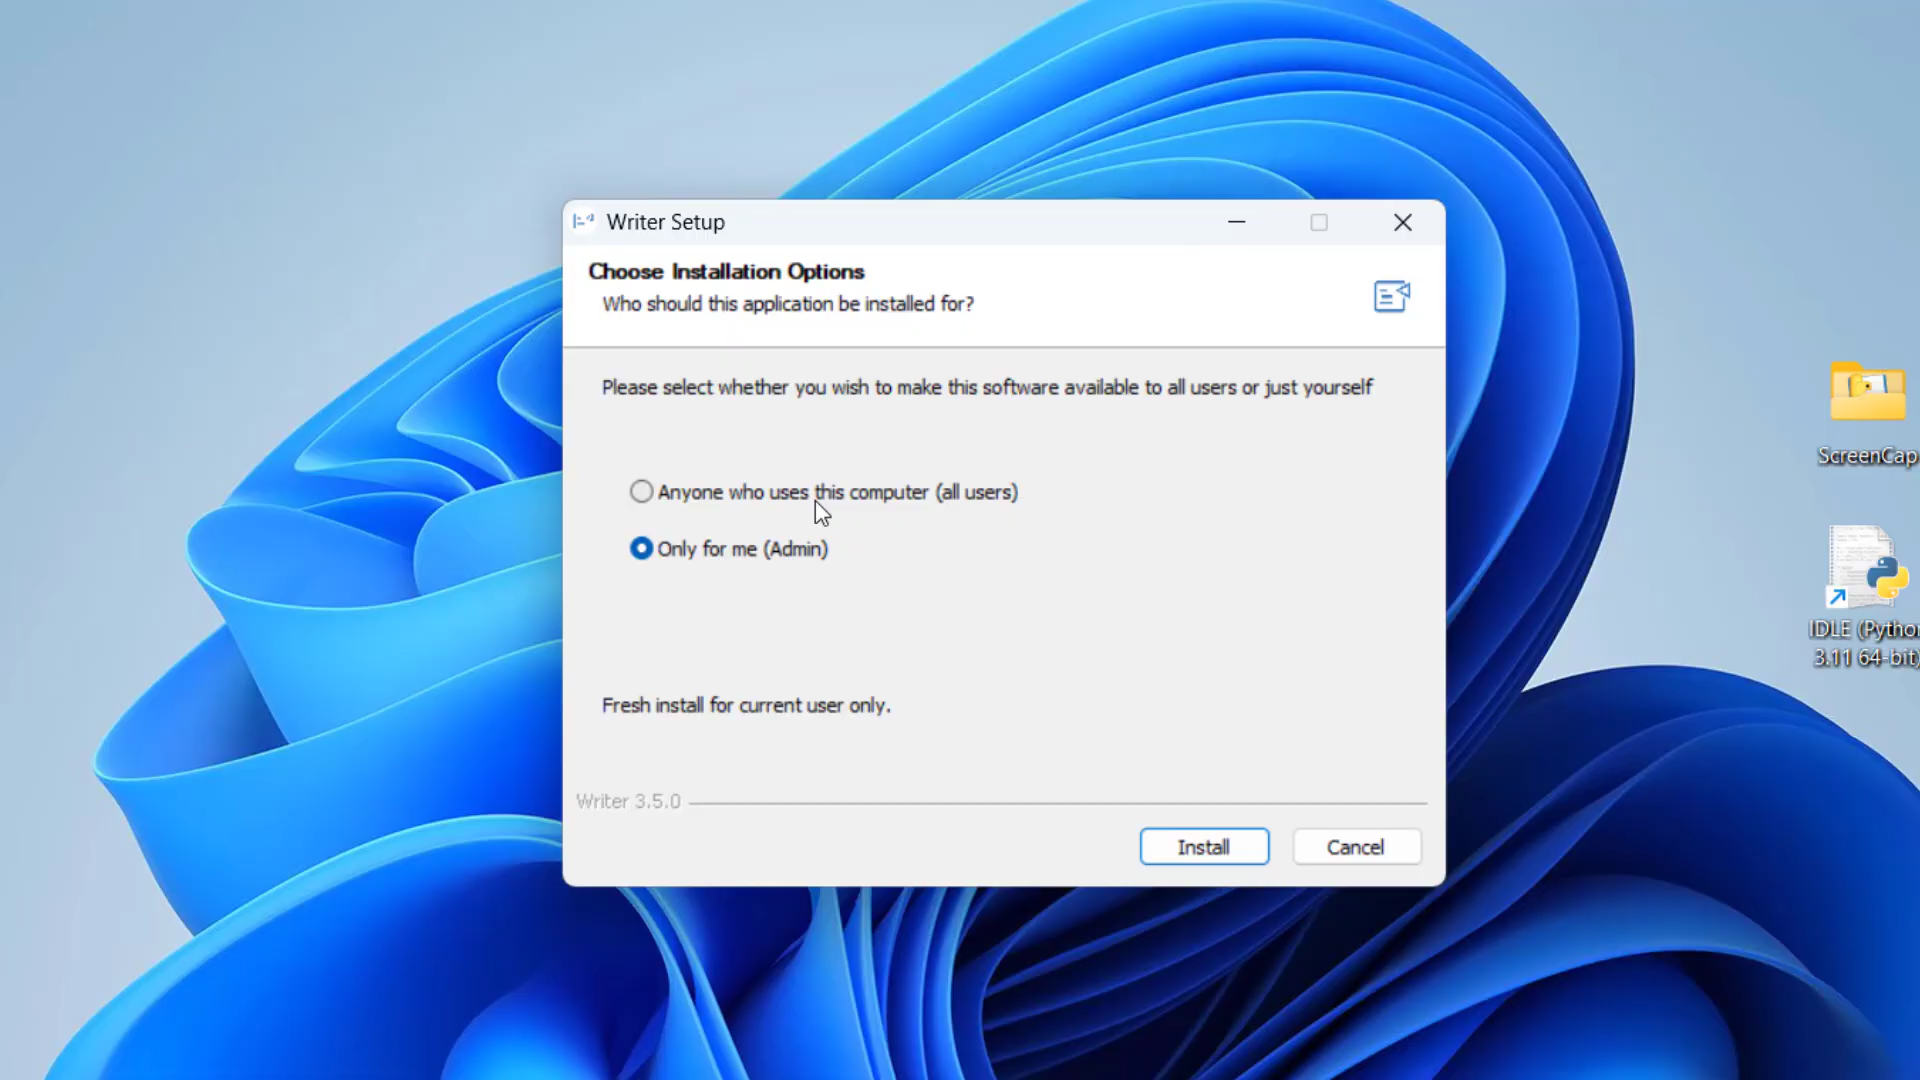 Writer Setup
Choose Installation Options
Who should this application be installed for?
Please select whether you wish to make this software available to all users or just yourself
Anyone who uses this computer (all users)
Only for me (Admin)
Fresh install for current user only.
Writer 3.5.0
Install
Cancel
ScreenCap
IDLE (Python
3.11 64-bit)